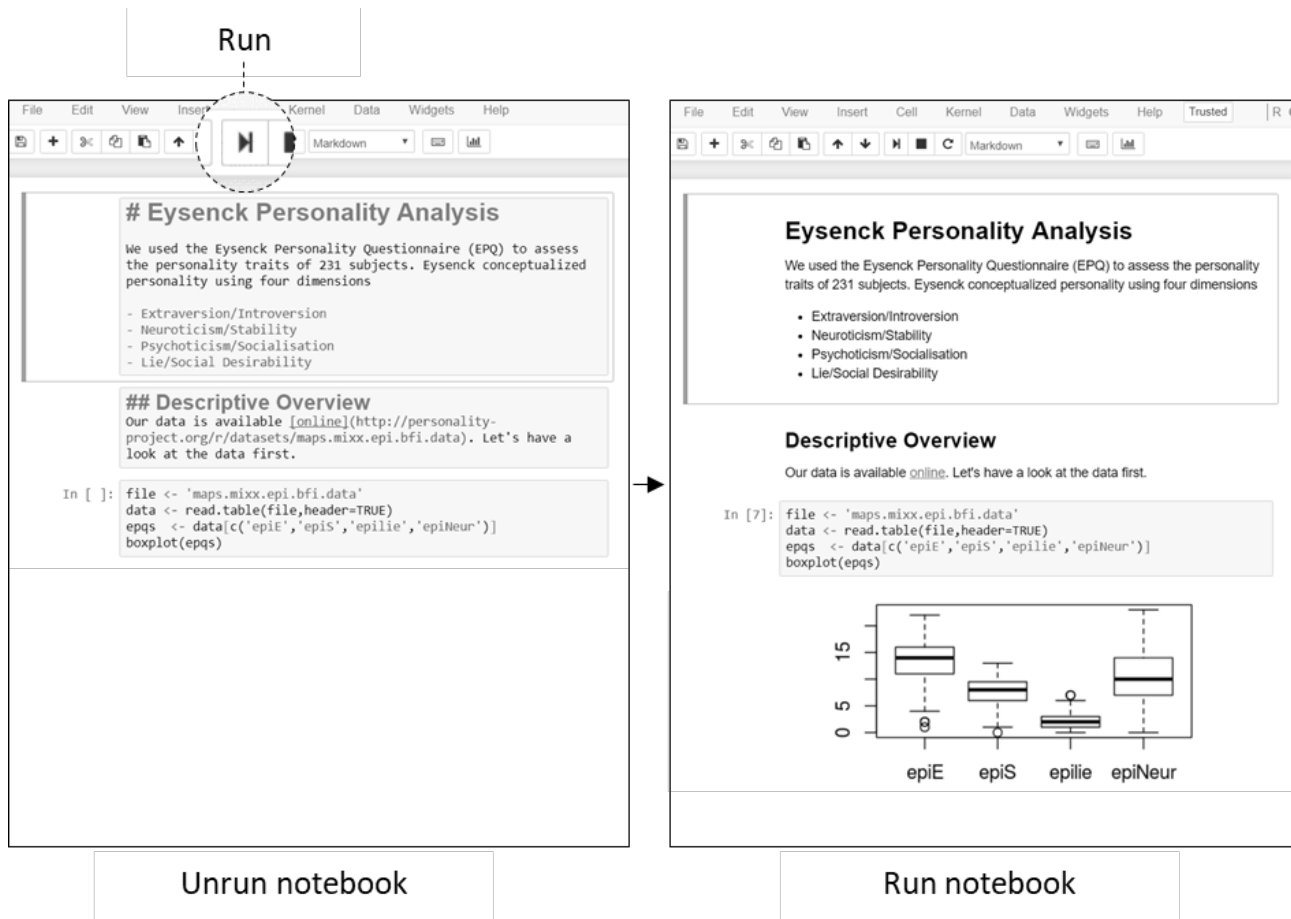 Run
File Edit View Inser Kernel Data Widgets Help
Markdown
# Eysenck Personality Analysis
We used the Eysenck Personality Questionnaire (EPQ) to assess
the personality traits of 231 subjects. Eysenck conceptualized
personality using four dimensions
- Extraversion/Introversion
- Neuroticism/Stability
- Psychoticism/Socialisation
- Lie/Social Desirability
## Descriptive Overview
Our data is available [online](http://personality-
project.org/r/datasets/maps.mixx.epi.bfi.data). Let's have a
look at the data first.
In [ ]: file <- 'maps.mixx.epi.bfi.data'
data <- read.table(file,header=TRUE)
epqs  <- data[c('epiE','epiS','epilie','epiNeur')]
boxplot(epqs)
Unrun notebook
File Edit View Insert Cell Kernel Data Widgets Help Trusted R
Markdown
Eysenck Personality Analysis
We used the Eysenck Personality Questionnaire (EPQ) to assess the personality
traits of 231 subjects. Eysenck conceptualized personality using four dimensions
• Extraversion/Introversion
• Neuroticism/Stability
• Psychoticism/Socialisation
• Lie/Social Desirability
Descriptive Overview
Our data is available online. Let's have a look at the data first.
In [7]: file <- 'maps.mixx.epi.bfi.data'
data <- read.table(file,header=TRUE)
epqs  <- data[c('epiE','epiS','epilie','epiNeur')]
boxplot(epqs)
15
5
0
epiE epiS epilie epiNeur
Run notebook